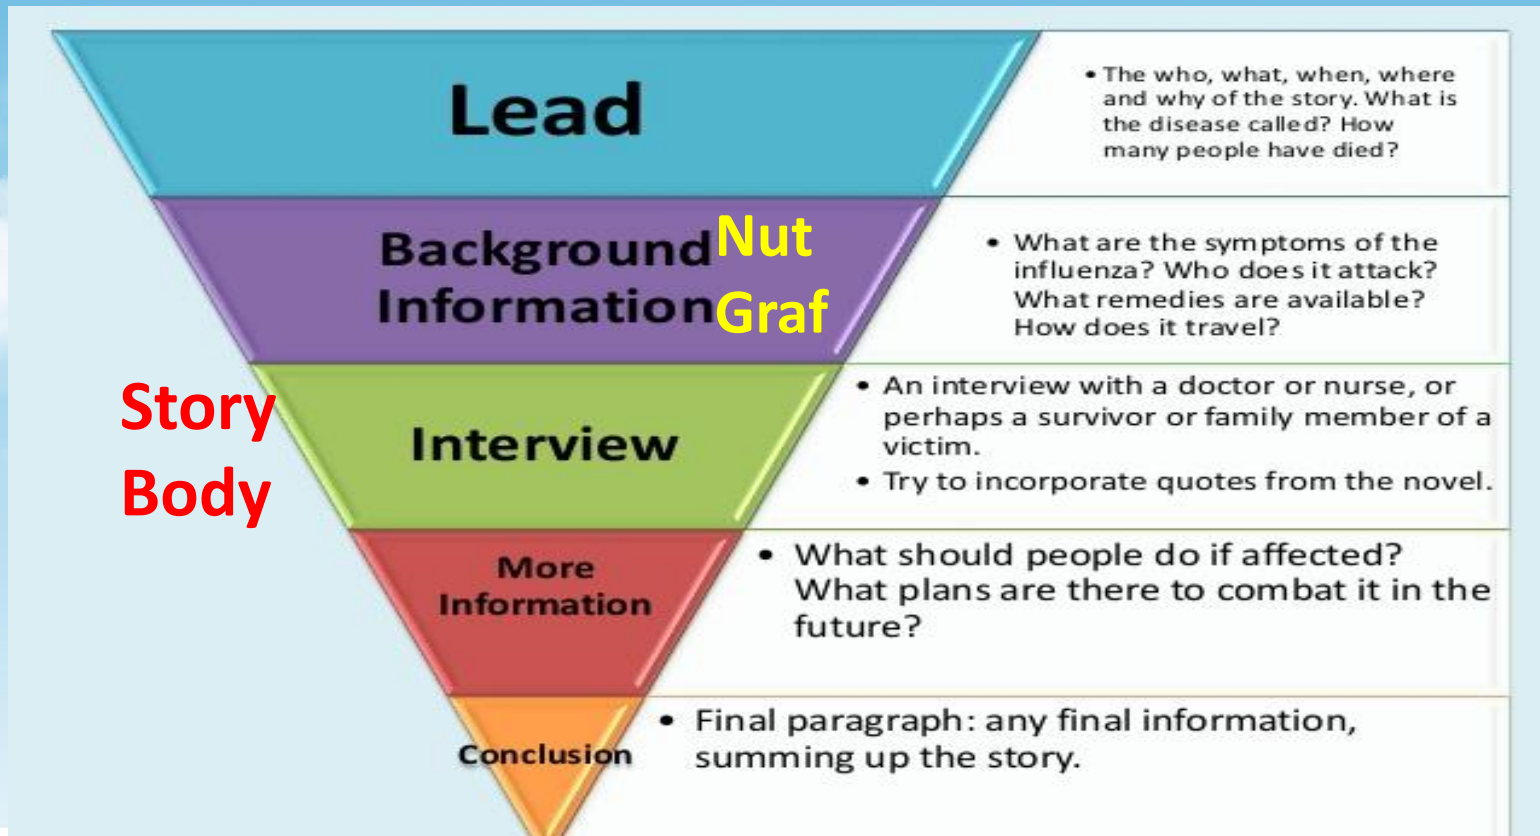 Lead
• The who, what, when, where
and why of the story. What is
the disease called? How
many people have died?
Background
Information
Nut
Graf
• What are the symptoms of the
influenza? Who does it attack?
What remedies are available?
How does it travel?
Story
Body
Interview
• An interview with a doctor or nurse, or
perhaps a survivor or family member of a
victim.
• Try to incorporate quotes from the novel.
More
Information
• What should people do if affected?
What plans are there to combat it in the
future?
Conclusion
• Final paragraph: any final information,
summing up the story.